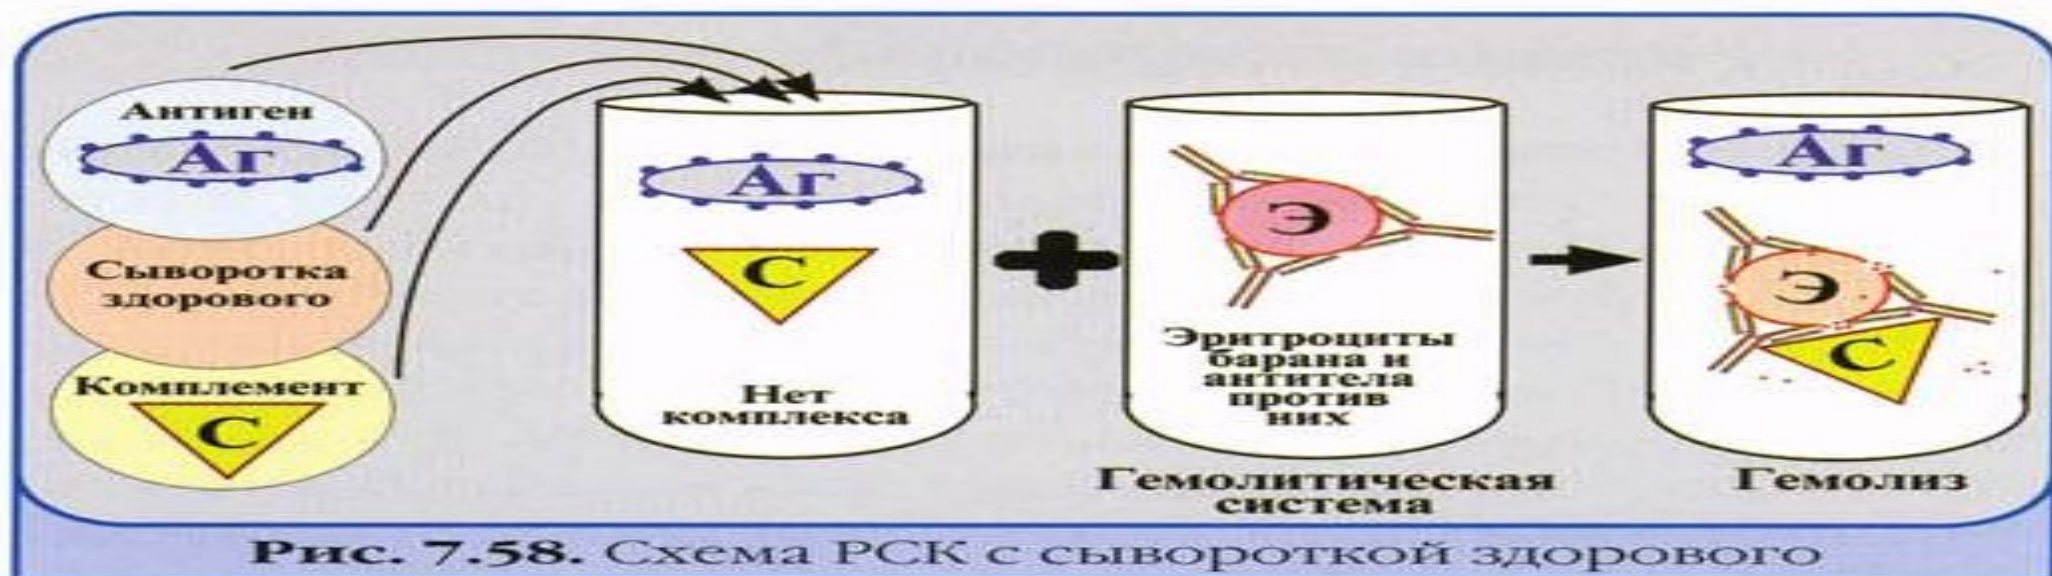 Антиген
Аг
Сыворотка
здорового
Комплемент
С
Аг
С
Нет
комплекса
Э
Эритроциты
барана и
антитела
против
них
Гемолитическая
система
Аг
Э
С
Гемолиз
Рис. 7.58. Схема РСК с сывороткой здорового